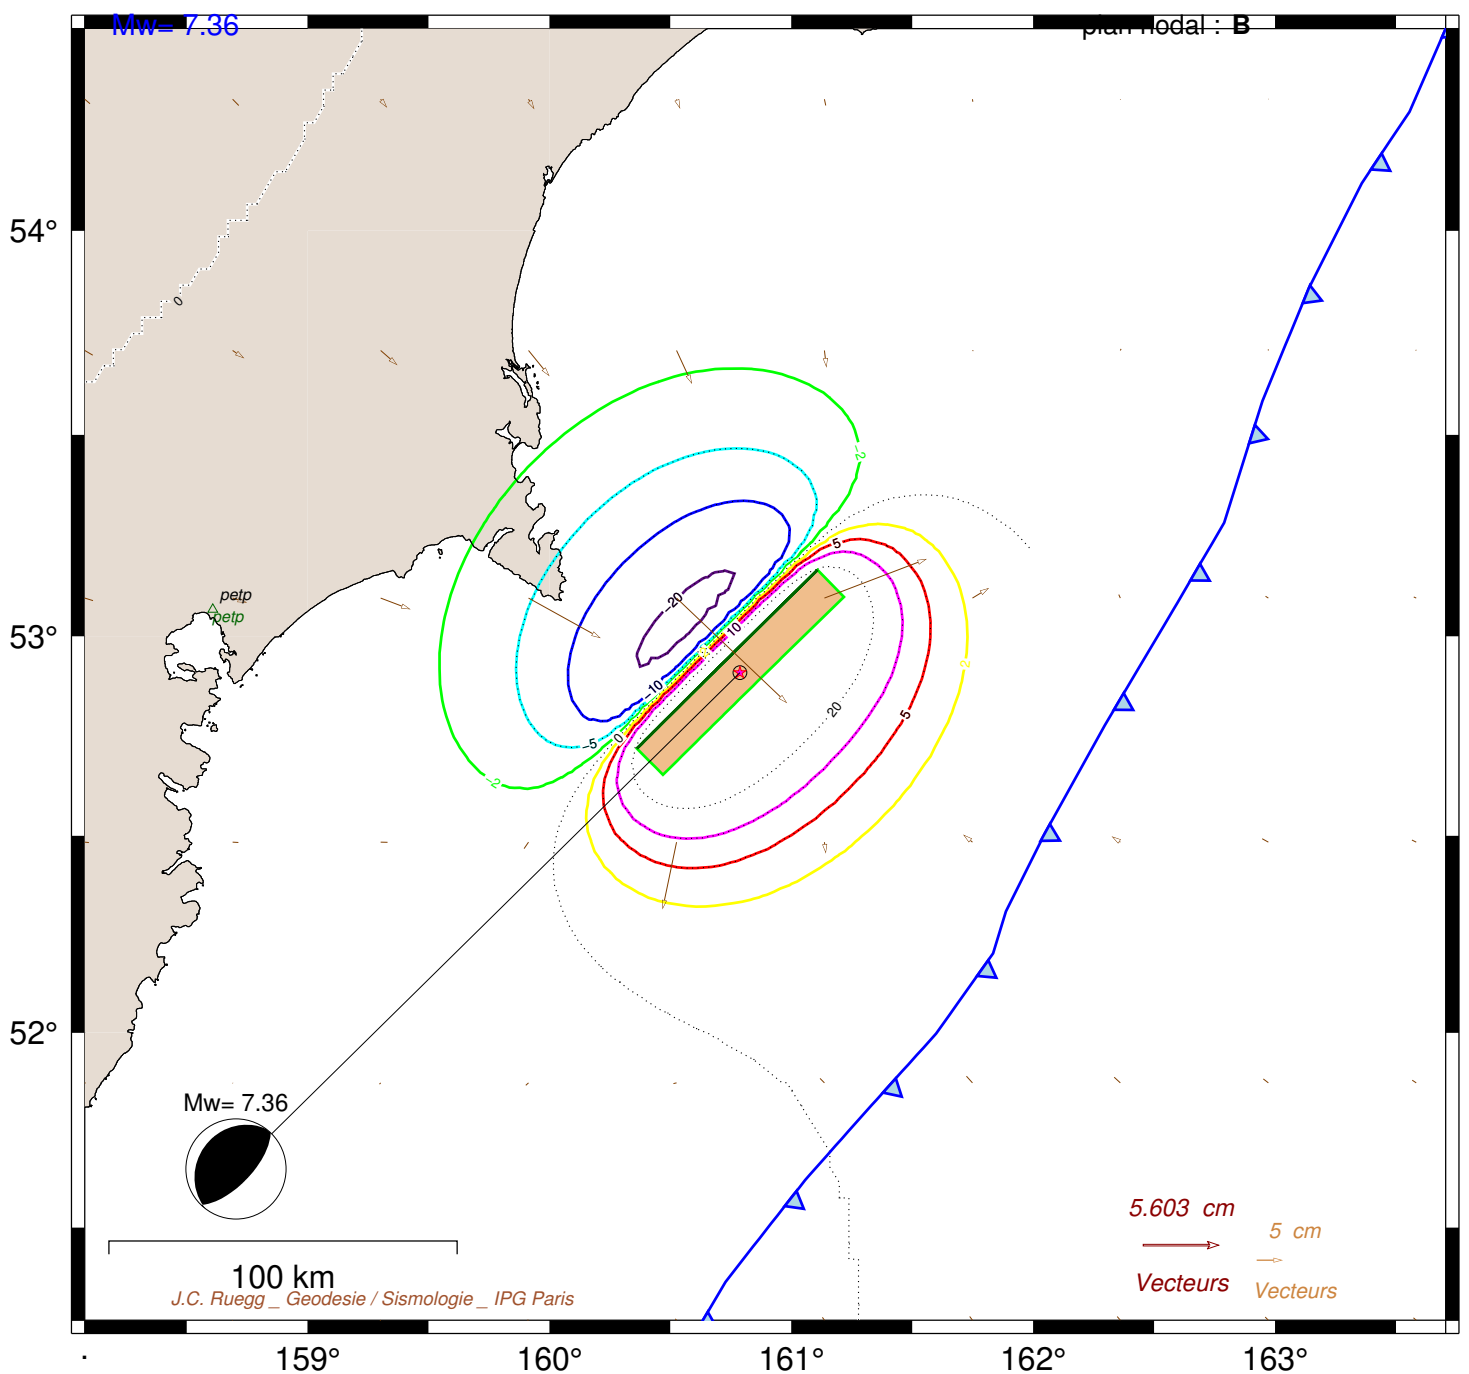 Mw= 7.36
plan nodal : B
54°
0
-2
5
petp
petp
53°
-20
10
-10
2
20
5
0
-5
-2
52°
Mw= 7.36
5.603 cm
5 cm
Vecteurs
Vecteurs
100 km
J.C. Ruegg _ Geodesie / Sismologie _ IPG Paris
159°
160°
161°
162°
163°